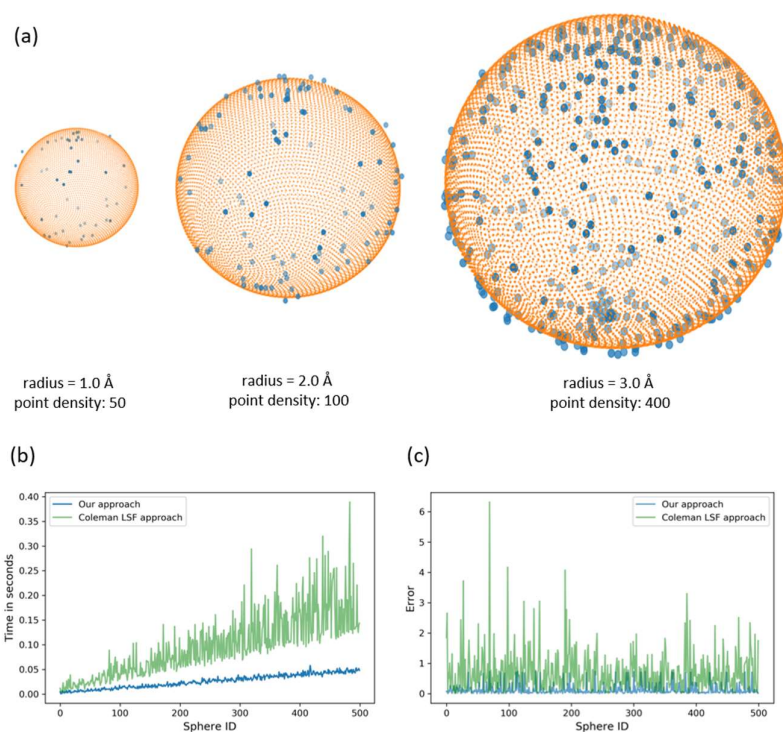 (a)
radius = 1.0 Å
point density: 50
radius = 2.0 Å
point density: 100
radius = 3.0 Å
point density: 400
(b)
Our approach
Coleman LSF approach
0.40
0.35
0.30
0.25
0.20
0.15
0.10
0.05
0.00
Time in seconds
0
100
200
300
400
500
Sphere ID
(c)
Our approach
Coleman LSF approach
6
5
4
3
2
1
0
Error
0
100
200
300
400
500
Sphere ID